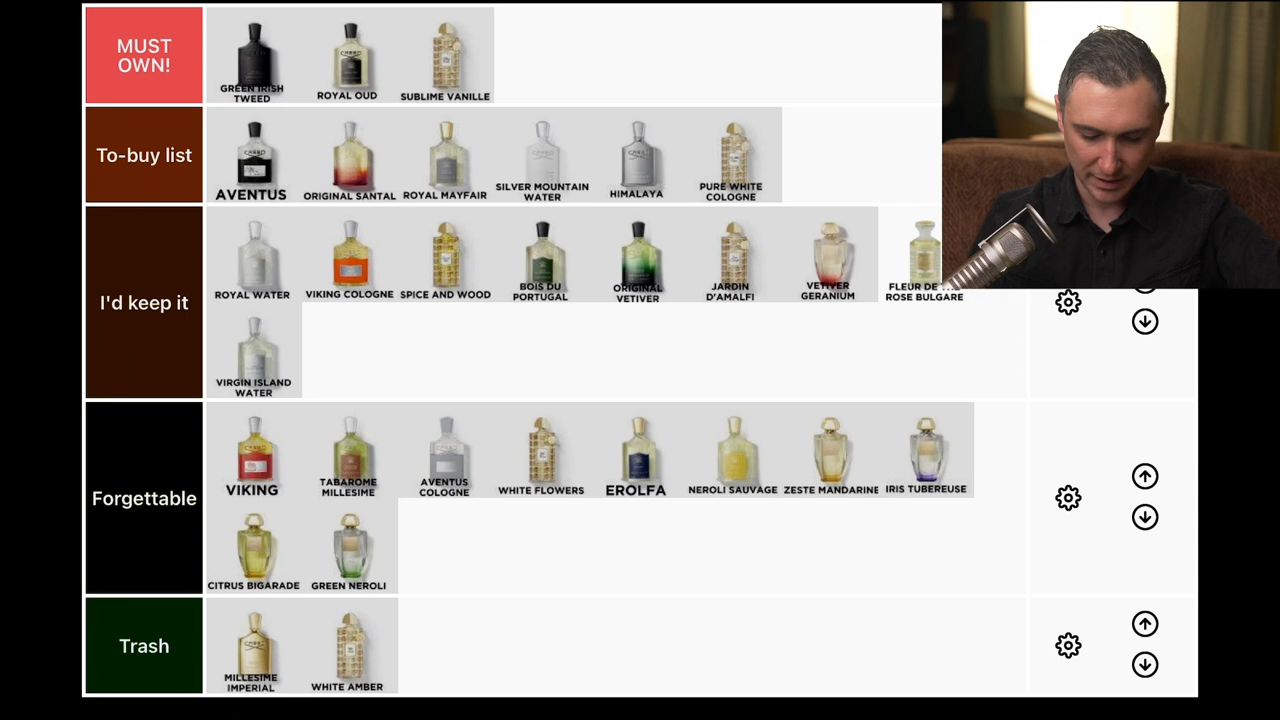 MUST
OWN!
GREEN IRISH
TWEED
ROYAL OUD
SUBLIME VANILLE
To-buy list
AVENTUS
ORIGINAL SANTAL
ROYAL MAYFAIR
SILVER MOUNTAIN
WATER
HIMALAYA
PURE WHITE
COLOGNE
I'd keep it
ROYAL WATER
VIKING COLOGNE
SPICE AND WOOD
BOIS DU
PORTUGAL
ORIGINAL
VETIVER
JARDIN
D'AMALFI
VETIVER
GERANIUM
FLEUR DE
ROSE BULGARE
VIRGIN ISLAND
WATER
Forgettable
VIKING
TABAROME
MILLESIME
AVENTUS
COLOGNE
WHITE FLOWERS
EROLFA
NEROLI SAUVAGE
ZESTE MANDARINE
IRIS TUBEREUSE
CITRUS BIGARADE
GREEN NEROLI
Trash
MILLESIME
IMPERIAL
WHITE AMBER